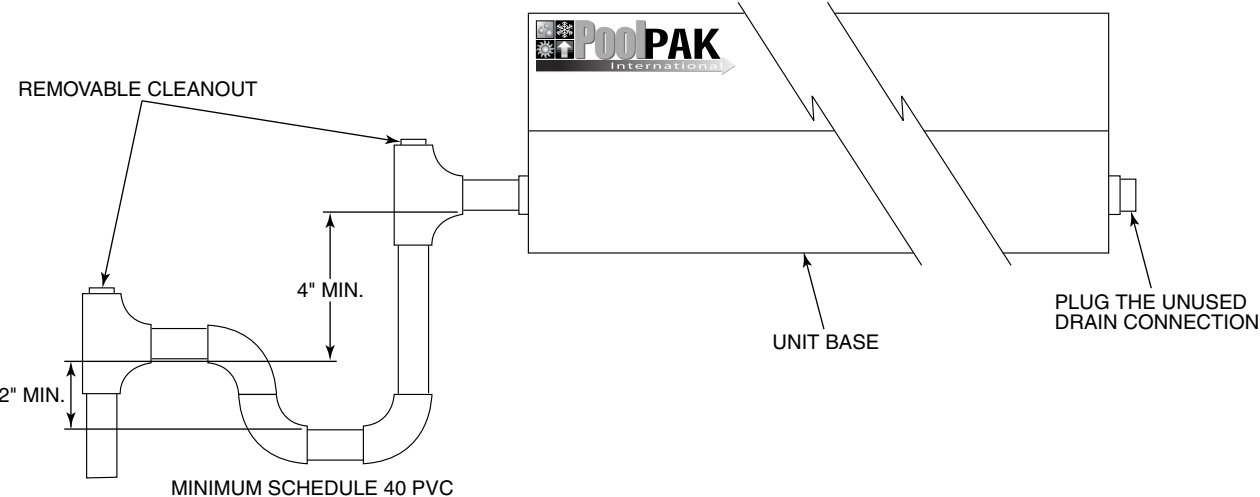 PoolPAK
International
REMOVABLE CLEANOUT
4" MIN.
2" MIN.
PLUG THE UNUSED
DRAIN CONNECTION
UNIT BASE
MINIMUM SCHEDULE 40 PVC